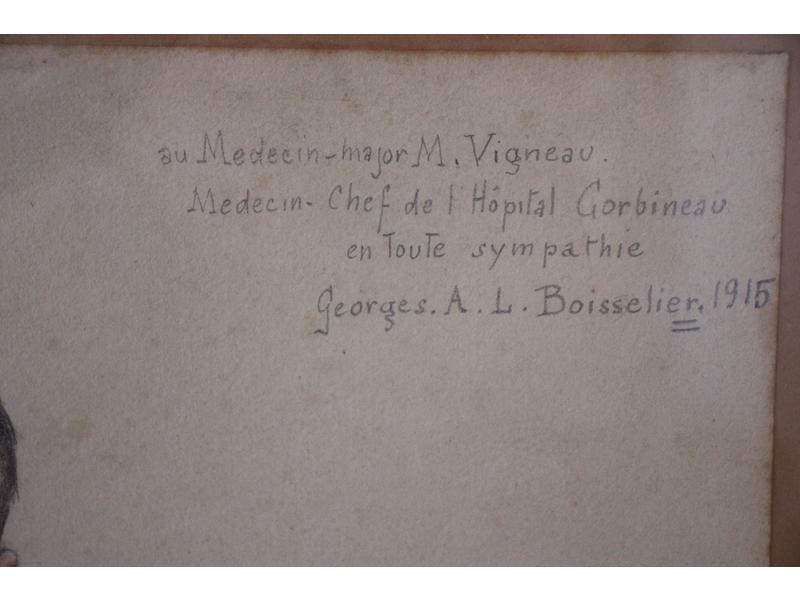 au Medecin-major M. Vigneau.
Medecin-Chef de l'Hôpital Gorbineau
en Toute sympathie
Georges. A. L. Boisselier. 1915